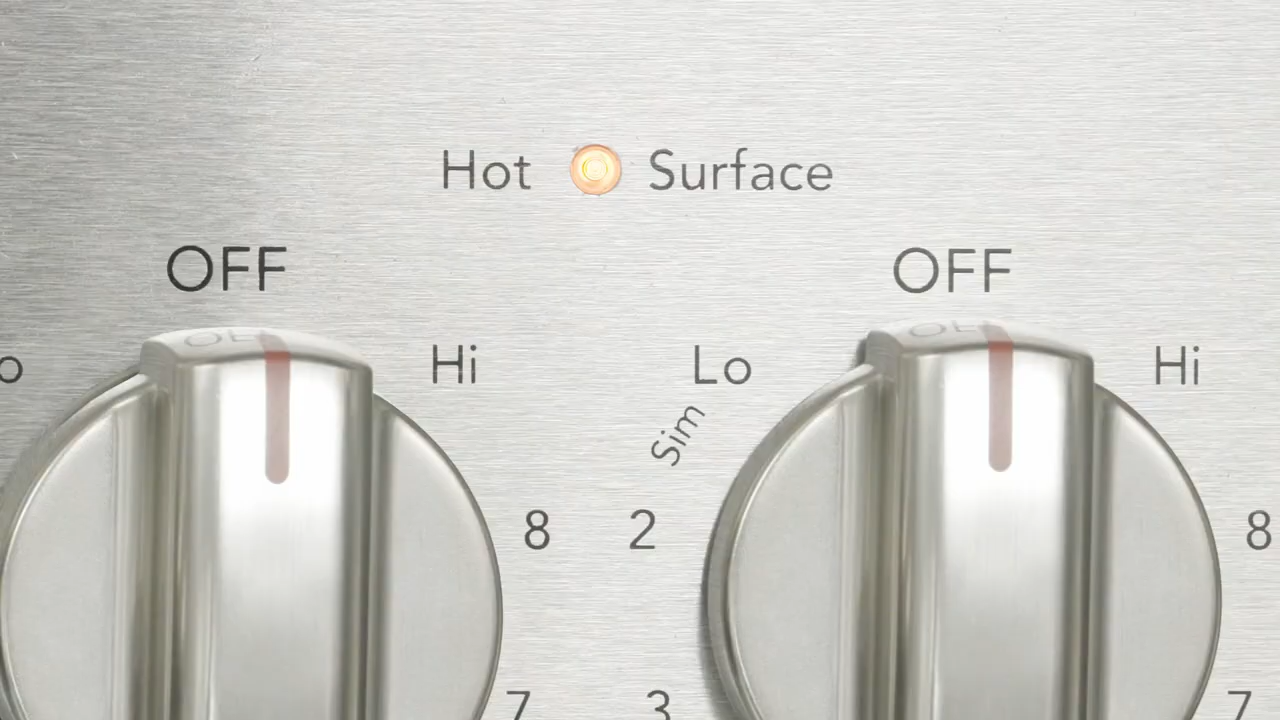 Hot Surface
OFF OFF
o Hi Lo Hi
Sim
8 2 8
7 3 7